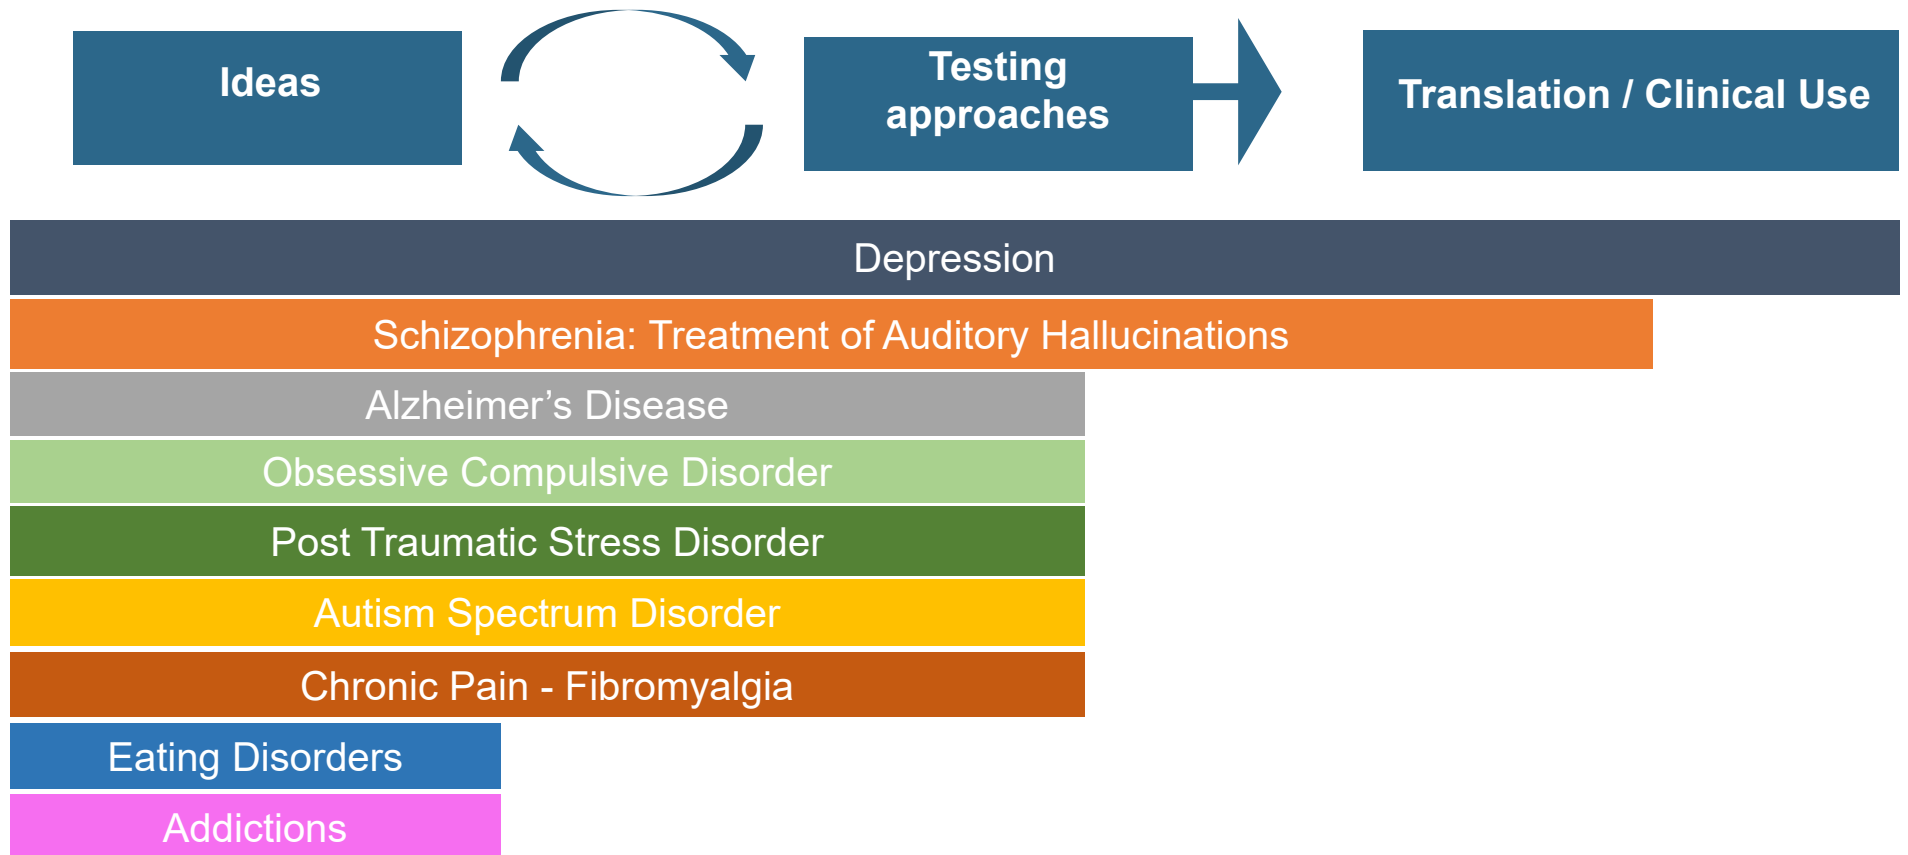 Ideas
Testing
approaches
Translation / Clinical Use
Depression
Schizophrenia: Treatment of Auditory Hallucinations
Alzheimer’s Disease
Obsessive Compulsive Disorder
Post Traumatic Stress Disorder
Autism Spectrum Disorder
Chronic Pain - Fibromyalgia
Eating Disorders
Addictions